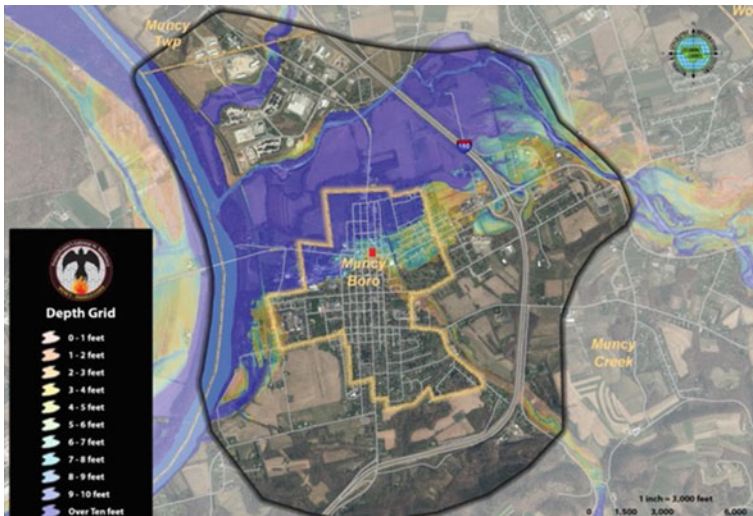 Muncy
Twp
Wo
180
Muncy
Boro
Muncy
Creek
Depth Grid
0 - 1 feet
1 - 2 feet
2 - 3 feet
3 - 4 feet
4 - 5 feet
5 - 6 feet
6 - 7 feet
7 - 8 feet
8 - 9 feet
9 - 10 feet
Over Ten feet
1 inch = 3,000 feet
0 1,500 3,000 6,000